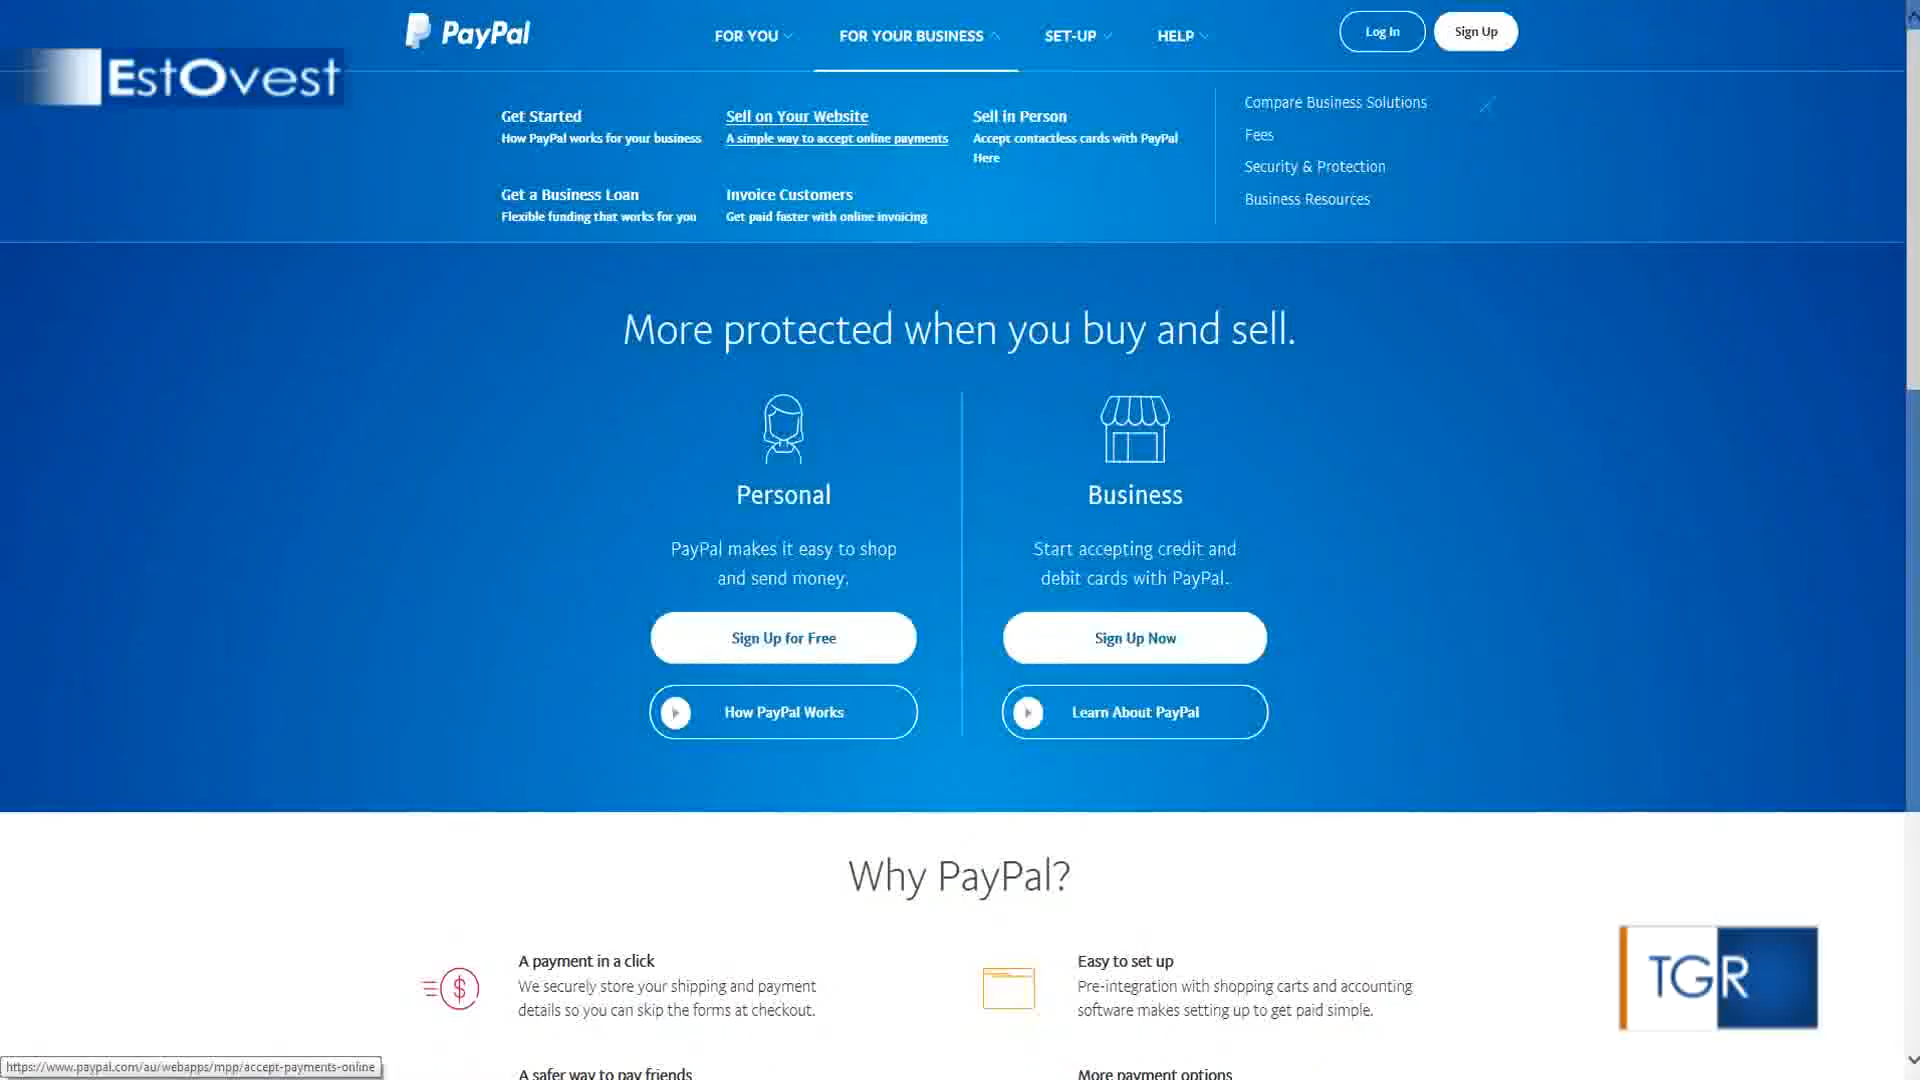 PayPal
FOR YOU
FOR YOUR BUSINESS
SET-UP
HELP
Log In
Sign Up
EstOvest
Get Started
How PayPal works for your business
Sell on Your Website
A simple way to accept online payments
Sell in Person
Accept contactless cards with PayPal
Here
Get a Business Loan
Flexible funding that works for you
Invoice Customers
Get paid faster with online invoicing
Compare Business Solutions
Fees
Security & Protection
Business Resources
More protected when you buy and sell.
Personal
PayPal makes it easy to shop
and send money.
Sign Up for Free
How PayPal Works
Business
Start accepting credit and
debit cards with PayPal.
Sign Up Now
Learn About PayPal
Why PayPal?
$
A payment in a click
We securely store your shipping and payment
details so you can skip the forms at checkout.
Easy to set up
Pre-integration with shopping carts and accounting
software makes setting up to get paid simple.
TGR
A safer way to pay friends
More payment options
https://www.paypal.com/au/webapps/mpp/accept-payments-online